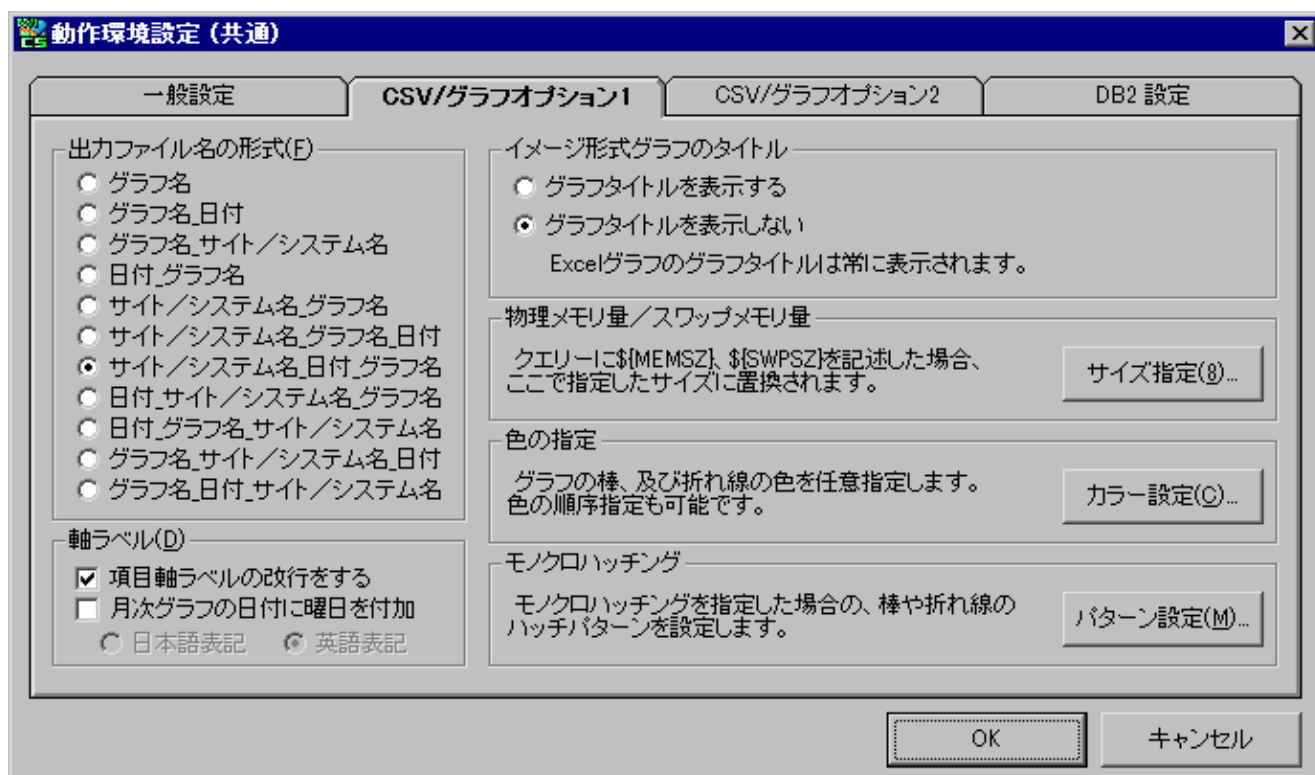 動作環境設定 (共通)
一般設定
CSV/グラフオプション1
CSV/グラフオプション2
DB2 設定
出力ファイル名の形式(F)
グラフ名
グラフ名_日付
グラフ名_サイト／システム名
日付_グラフ名
サイト／システム名_グラフ名
サイト／システム名_グラフ名_日付
サイト／システム名_日付_グラフ名
日付_サイト／システム名_グラフ名
日付_グラフ名_サイト／システム名
グラフ名_サイト／システム名_日付
グラフ名_日付_サイト／システム名
軸ラベル(D)
項目軸ラベルの改行をする
月次グラフの日付に曜日を付加
日本語表記
英語表記
イメージ形式グラフのタイトル
グラフタイトルを表示する
グラフタイトルを表示しない
Excelグラフのグラフタイトルは常に表示されます。
物理メモリ量／スワップメモリ量
クエリーに${MEMSZ}、${SWPSZ}を記述した場合、
ここで指定したサイズに置換されます。
サイズ指定(8)...
色の指定
グラフの棒、及び折れ線の色を任意指定します。
色の順序指定も可能です。
カラー設定(C)...
モノクロハッチング
モノクロハッチングを指定した場合の、棒や折れ線の
ハッチパターンを設定します。
パターン設定(M)...
OK
キャンセル